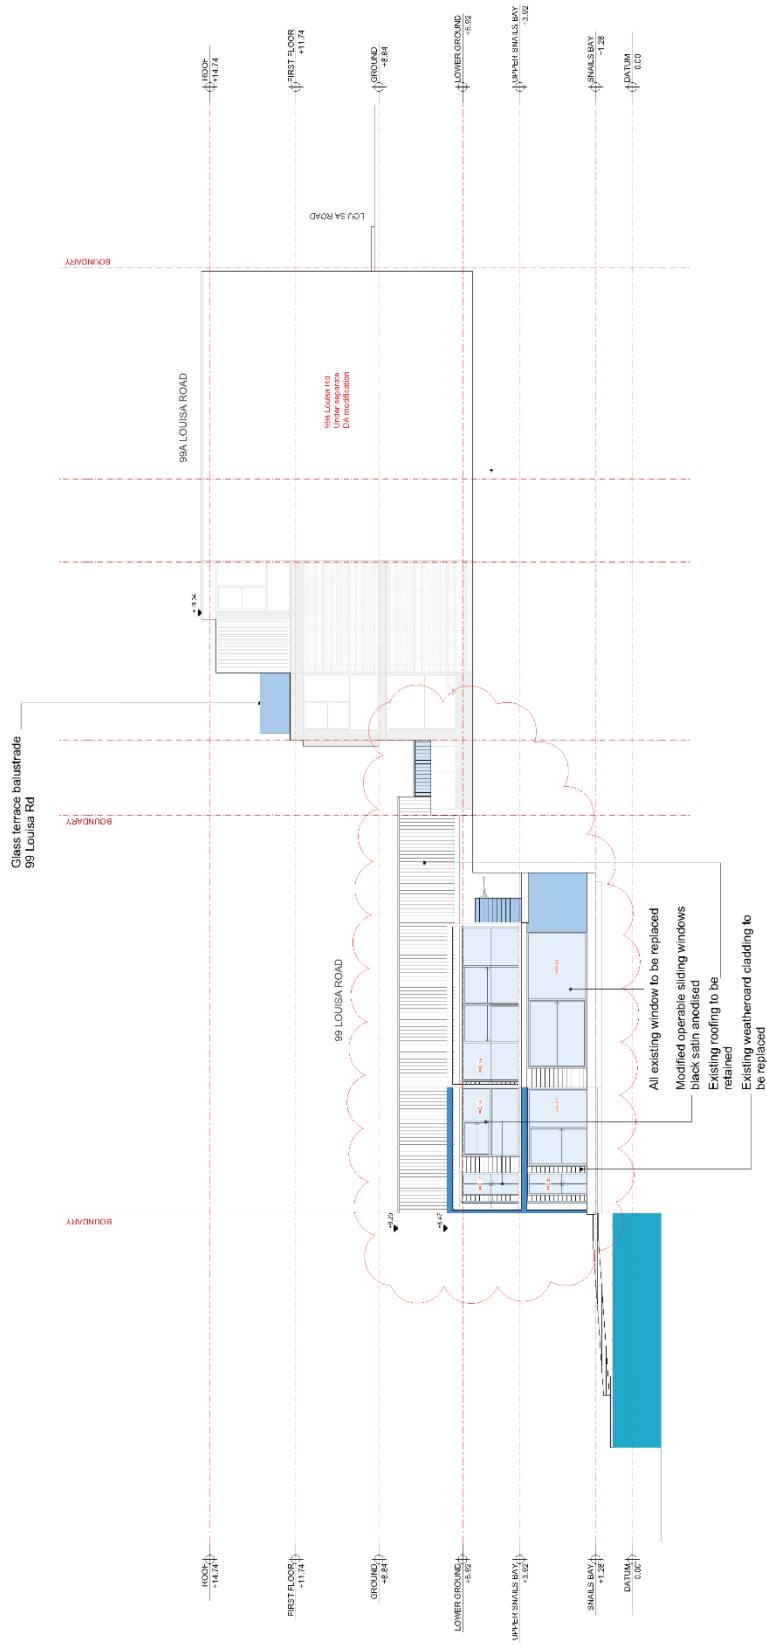 ROOF
+14.74
FIRST FLOOR
+11.74
GROUND
+8.84
LOWER GROUND
+5.92
UPPER SNAILS BAY
+3.92
SNAILS BAY
+1.28
DATUM
0.00
LOUISA ROAD
BOUNDARY
99A LOUISA ROAD
99a Louisa Rd
Under separate
DA modification
Glass terrace balustrade
99 Louisa Rd
BOUNDARY
99 LOUISA ROAD
All existing window to be replaced
Modified operable sliding windows
black satin anodised
Existing roofing to be
retained
Existing weatheroard cladding to
be replaced
BOUNDARY
ROOF
+14.74
FIRST FLOOR
+11.74
GROUND
+8.84
LOWER GROUND
+5.92
UPPER SNAILS BAY
+3.92
SNAILS BAY
+1.28
DATUM
0.00